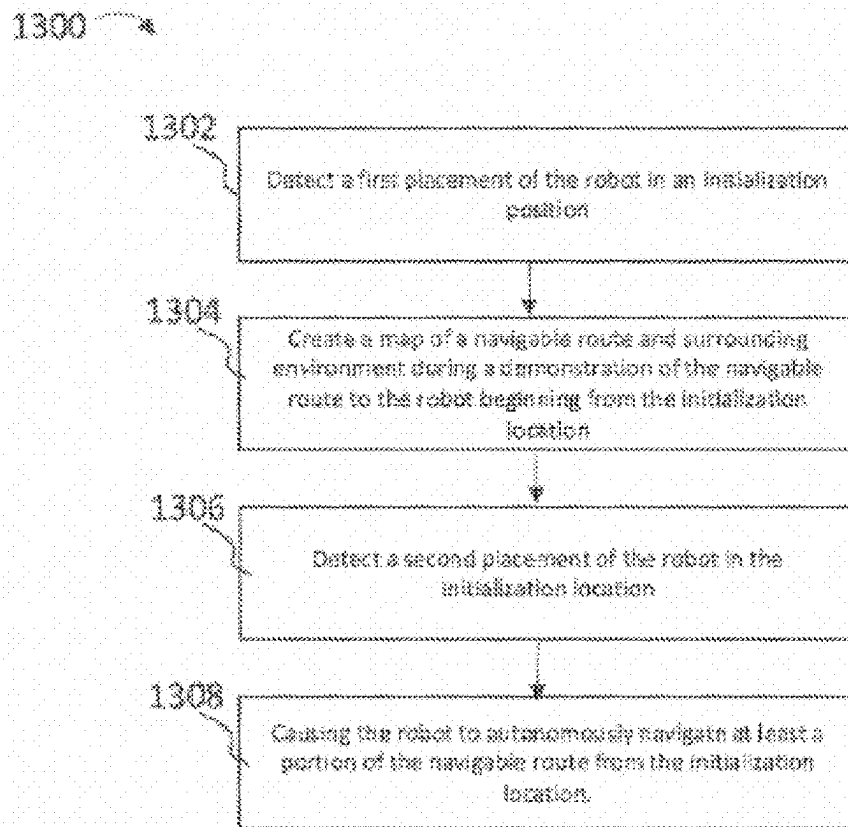 1300
1302
Detect a first placement of the robot in an initialization
position
1304
Create a map of a navigable route and surrounding
environment during a demonstration of the navigable
route to the robot beginning from the initialization
location
1306
Detect a second placement of the robot in the
initialization location
1308
Causing the robot to autonomously navigate at least a
portion of the navigable route from the initialization
location.